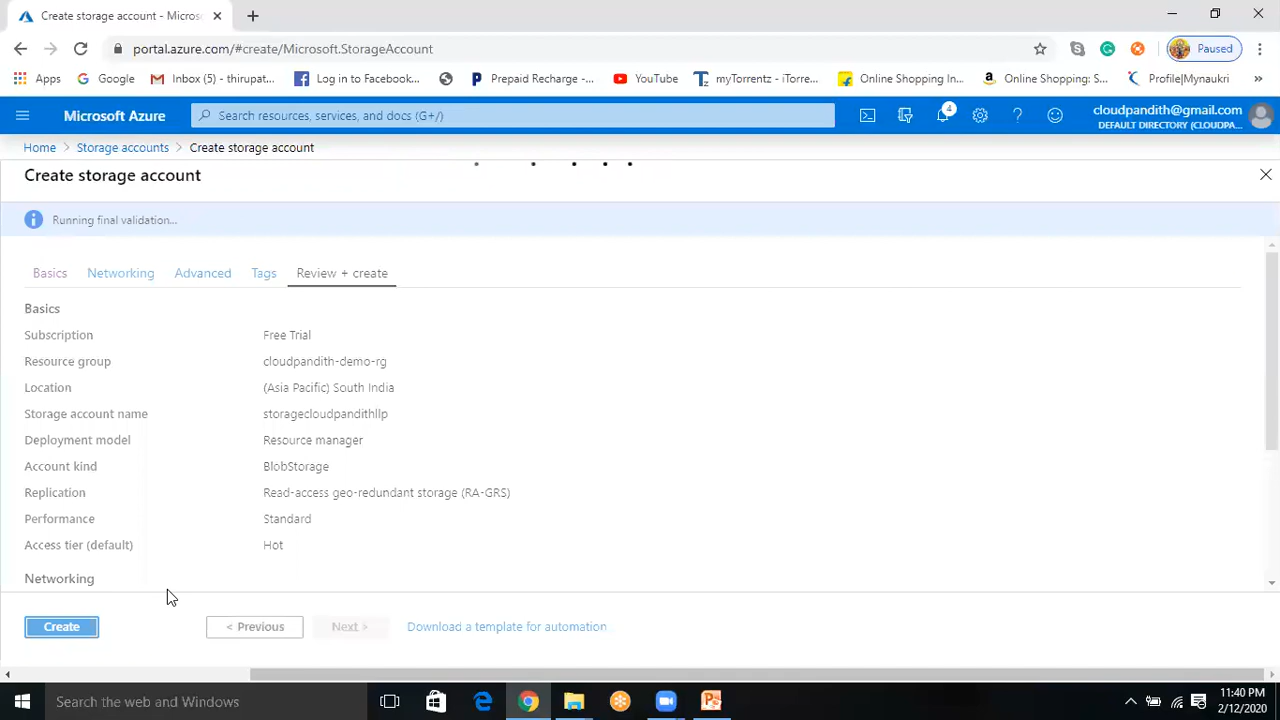 Create storage account - Micros
portal.azure.com/#create/Microsoft.StorageAccount
Paused
Apps Google Inbox (5) - thirupat... Log in to Facebook... Prepaid Recharge -... YouTube myTorrentz - iTorre... Online Shopping In... Online Shopping: S... Profile|Mynaukri »
Microsoft Azure
Search resources, services, and docs (G+/)
4
cloudpandith@gmail.com
DEFAULT DIRECTORY (CLOUDPA...
Home > Storage accounts > Create storage account
Create storage account
Running final validation...
Basics Networking Advanced Tags Review + create
Basics
Subscription Free Trial
Resource group cloudpandith-demo-rg
Location (Asia Pacific) South India
Storage account name storagecloudpandithllp
Deployment model Resource manager
Account kind BlobStorage
Replication Read-access geo-redundant storage (RA-GRS)
Performance Standard
Access tier (default) Hot
Networking
Create < Previous Next > Download a template for automation
Search the web and Windows
11:40 PM
2/12/2020